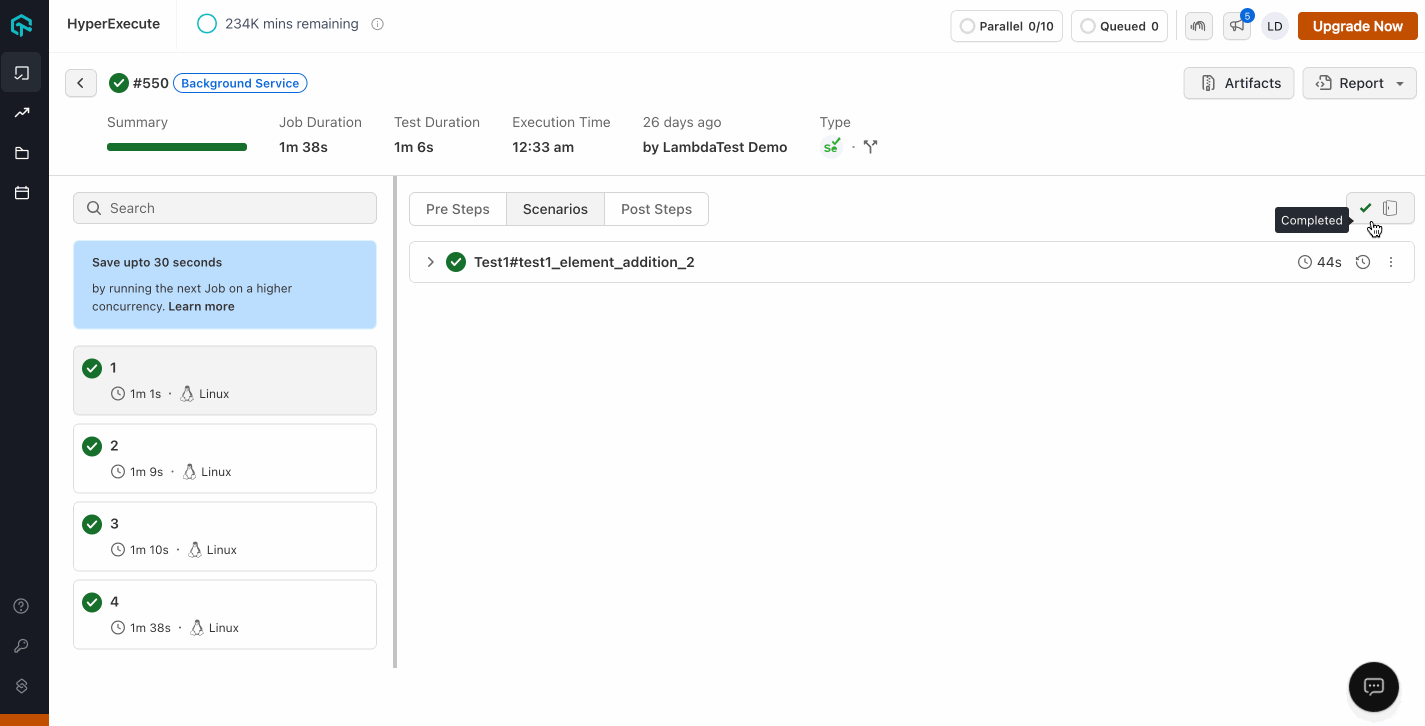 HyperExecute
234K mins remaining
Parallel 0/10
Queued 0
5
LD
Upgrade Now
#550 Background Service
Artifacts
Report
Summary
Job Duration
1m 38s
Test Duration
1m 6s
Execution Time
12:33 am
26 days ago
by LambdaTest Demo
Type
se
Search
Save upto 30 seconds
by running the next Job on a higher
concurrency. Learn more
1
1m 1s · Linux
2
1m 9s · Linux
3
1m 10s · Linux
4
1m 38s · Linux
Pre Steps
Scenarios
Post Steps
Completed
Test1#test1_element_addition_2
44s